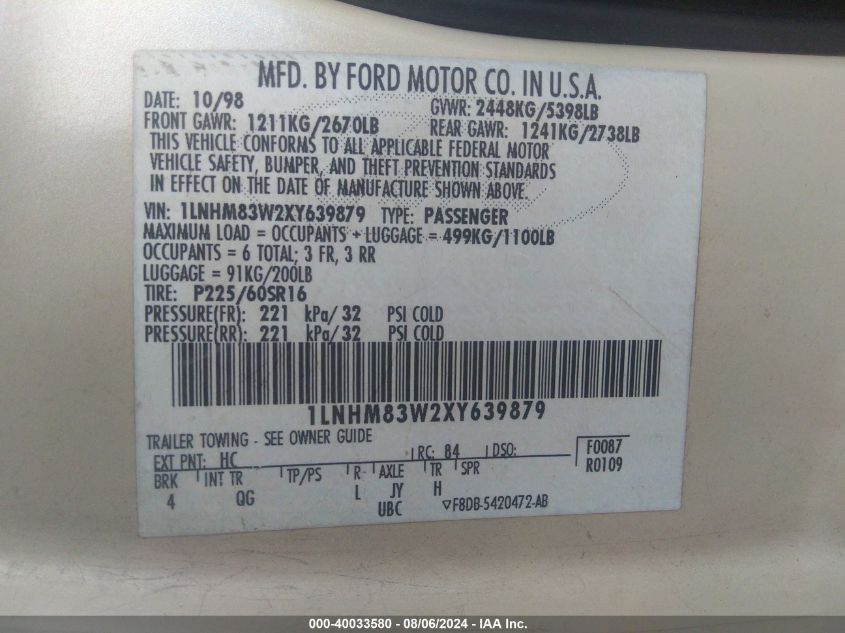 MFD. BY FORD MOTOR CO. IN U.S.A.
DATE: 10/98 GVWR: 2448KG/5398LB
FRONT GAWR: 1211KG/2670LB REAR GAWR: 1241KG/2738LB
THIS VEHICLE CONFORMS TO ALL APPLICABLE FEDERAL MOTOR
VEHICLE SAFETY, BUMPER, AND THEFT PREVENTION STANDARDS
IN EFFECT ON THE DATE OF MANUFACTURE SHOWN ABOVE.
VIN: 1LNHM83W2XY639879 TYPE: PASSENGER
MAXIMUM LOAD = OCCUPANTS + LUGGAGE = 499KG/1100LB
OCCUPANTS = 6 TOTAL; 3 FR, 3 RR
LUGGAGE = 91KG/200LB
TIRE: P225/60SR16
PRESSURE(FR): 221 kPa/ 32 PSI COLD
PRESSURE(RR): 221 kPa/ 32 PSI COLD
1LNHM83W2XY639879
TRAILER TOWING - SEE OWNER GUIDE
EXT PNT: HC RC: 84 DSO: F0087
BRK INT TR TP/PS R AXLE TR SPR R0109
4 QG L JY H
UBC ▽F8DB-5420472-AB
000-40033580 - 08/06/2024 - IAA Inc.